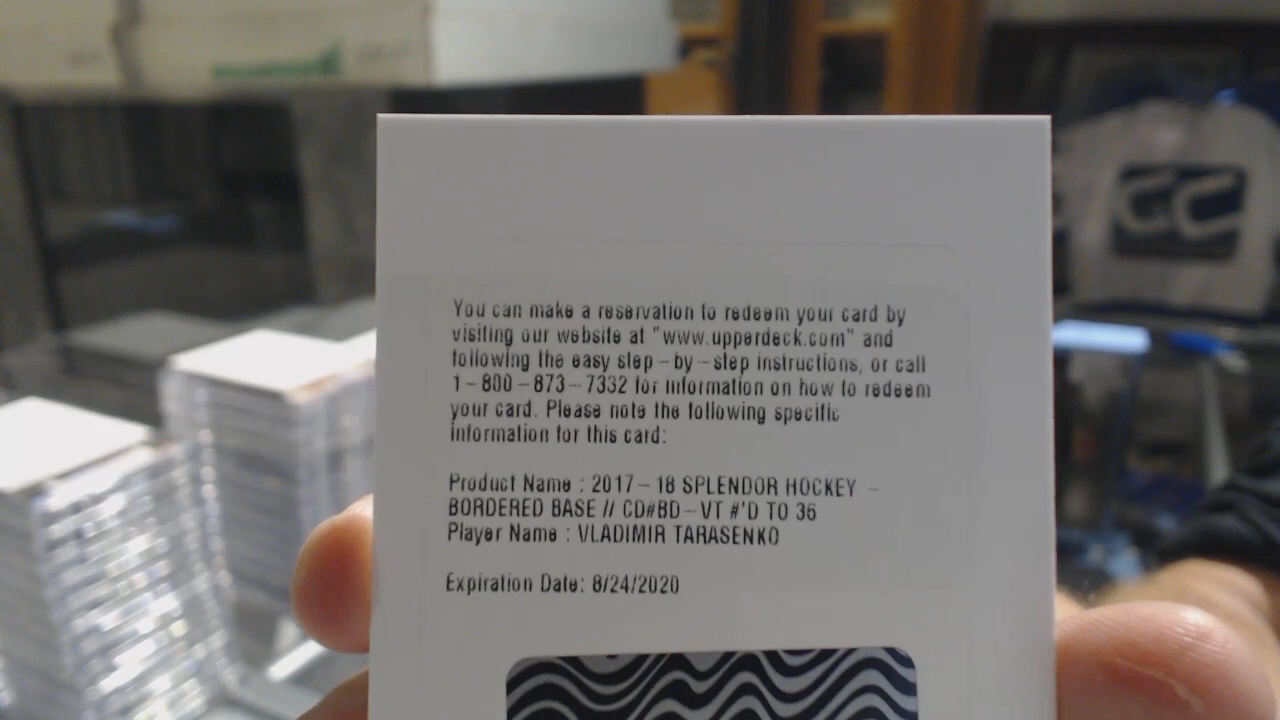 You can make a reservation to redeem your card by
visiting our website at "www.upperdeck.com" and
following the easy step-by-step instructions, or call
1-800-873-7332 for information on how to redeem
your card. Please note the following specific
information for this card:
Product Name : 2017-18 SPLENDOR HOCKEY -
BORDERED BASE // CD#BD-VT #'D TO 36
Player Name : VLADIMIR TARASENKO
Expiration Date: 8/24/2020
GC